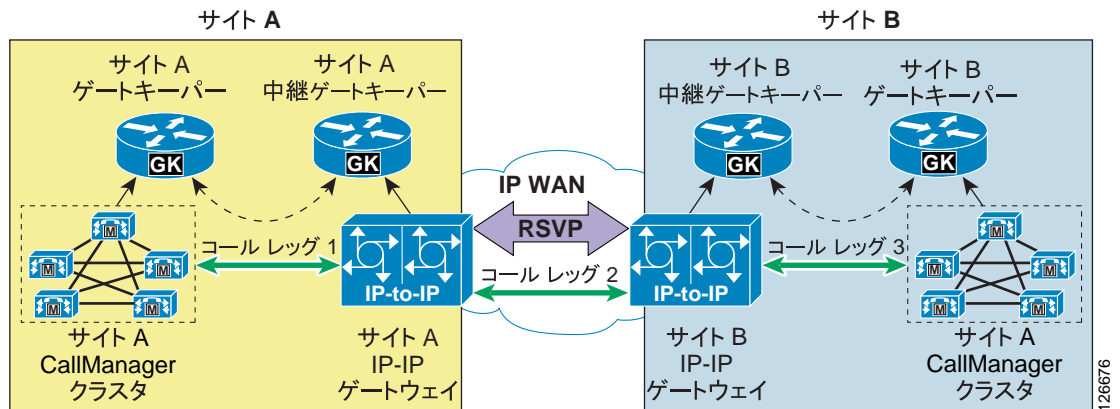 サイト A
サイト B
サイト A
ゲートキーパー
サイト A
中継ゲートキーパー
サイト B
中継ゲートキーパー
サイト B
ゲートキーパー
GK
GK
GK
GK
IP WAN
RSVP
M
M
M
M
M
コール レッグ 1
IP-to-IP
コール レッグ 2
IP-to-IP
コール レッグ 3
M
M
M
M
M
サイト A
CallManager
クラスタ
サイト A
IP-IP
ゲートウェイ
サイト B
IP-IP
ゲートウェイ
サイト A
CallManager
クラスタ
126676